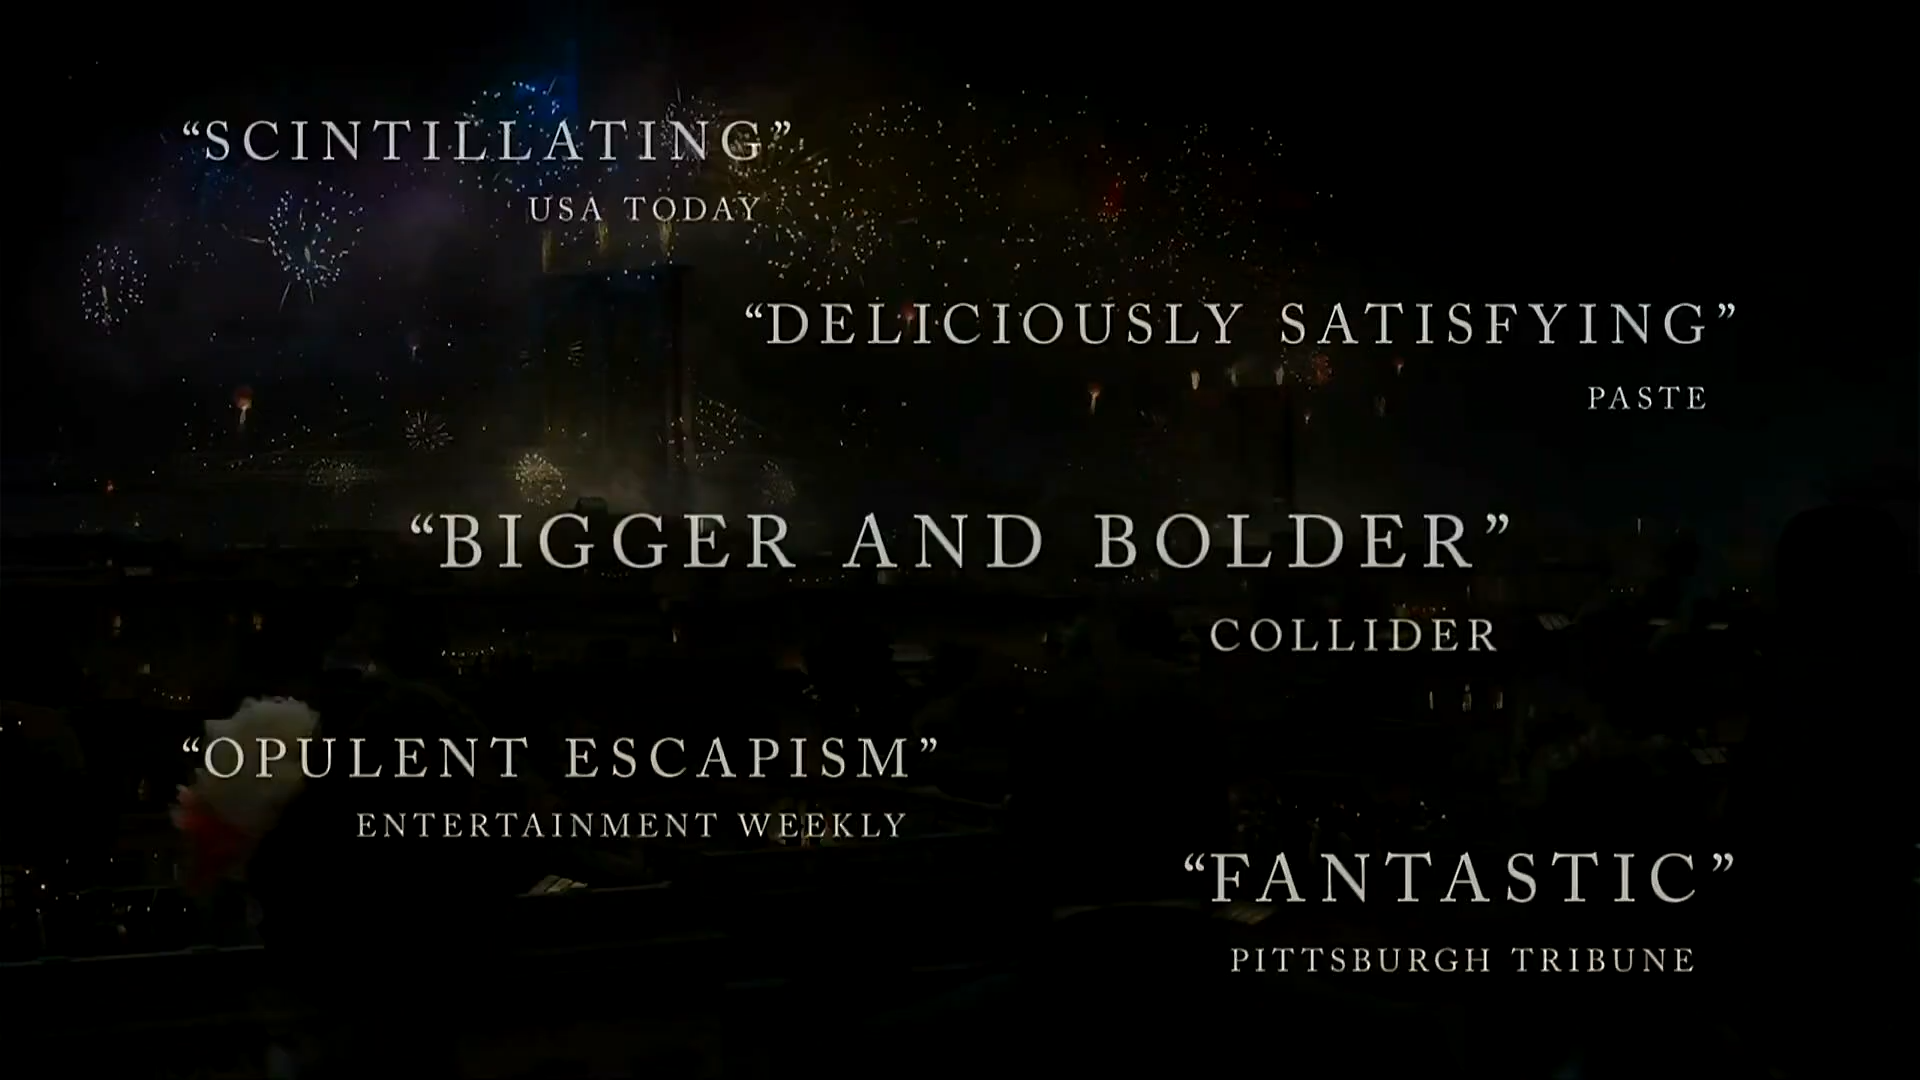 “SCINTILLATING”
USA TODAY
“DELICIOUSLY SATISFYING”
PASTE
“BIGGER AND BOLDER”
COLLIDER
“OPULENT ESCAPISM”
ENTERTAINMENT WEEKLY
“FANTASTIC”
PITTSBURGH TRIBUNE